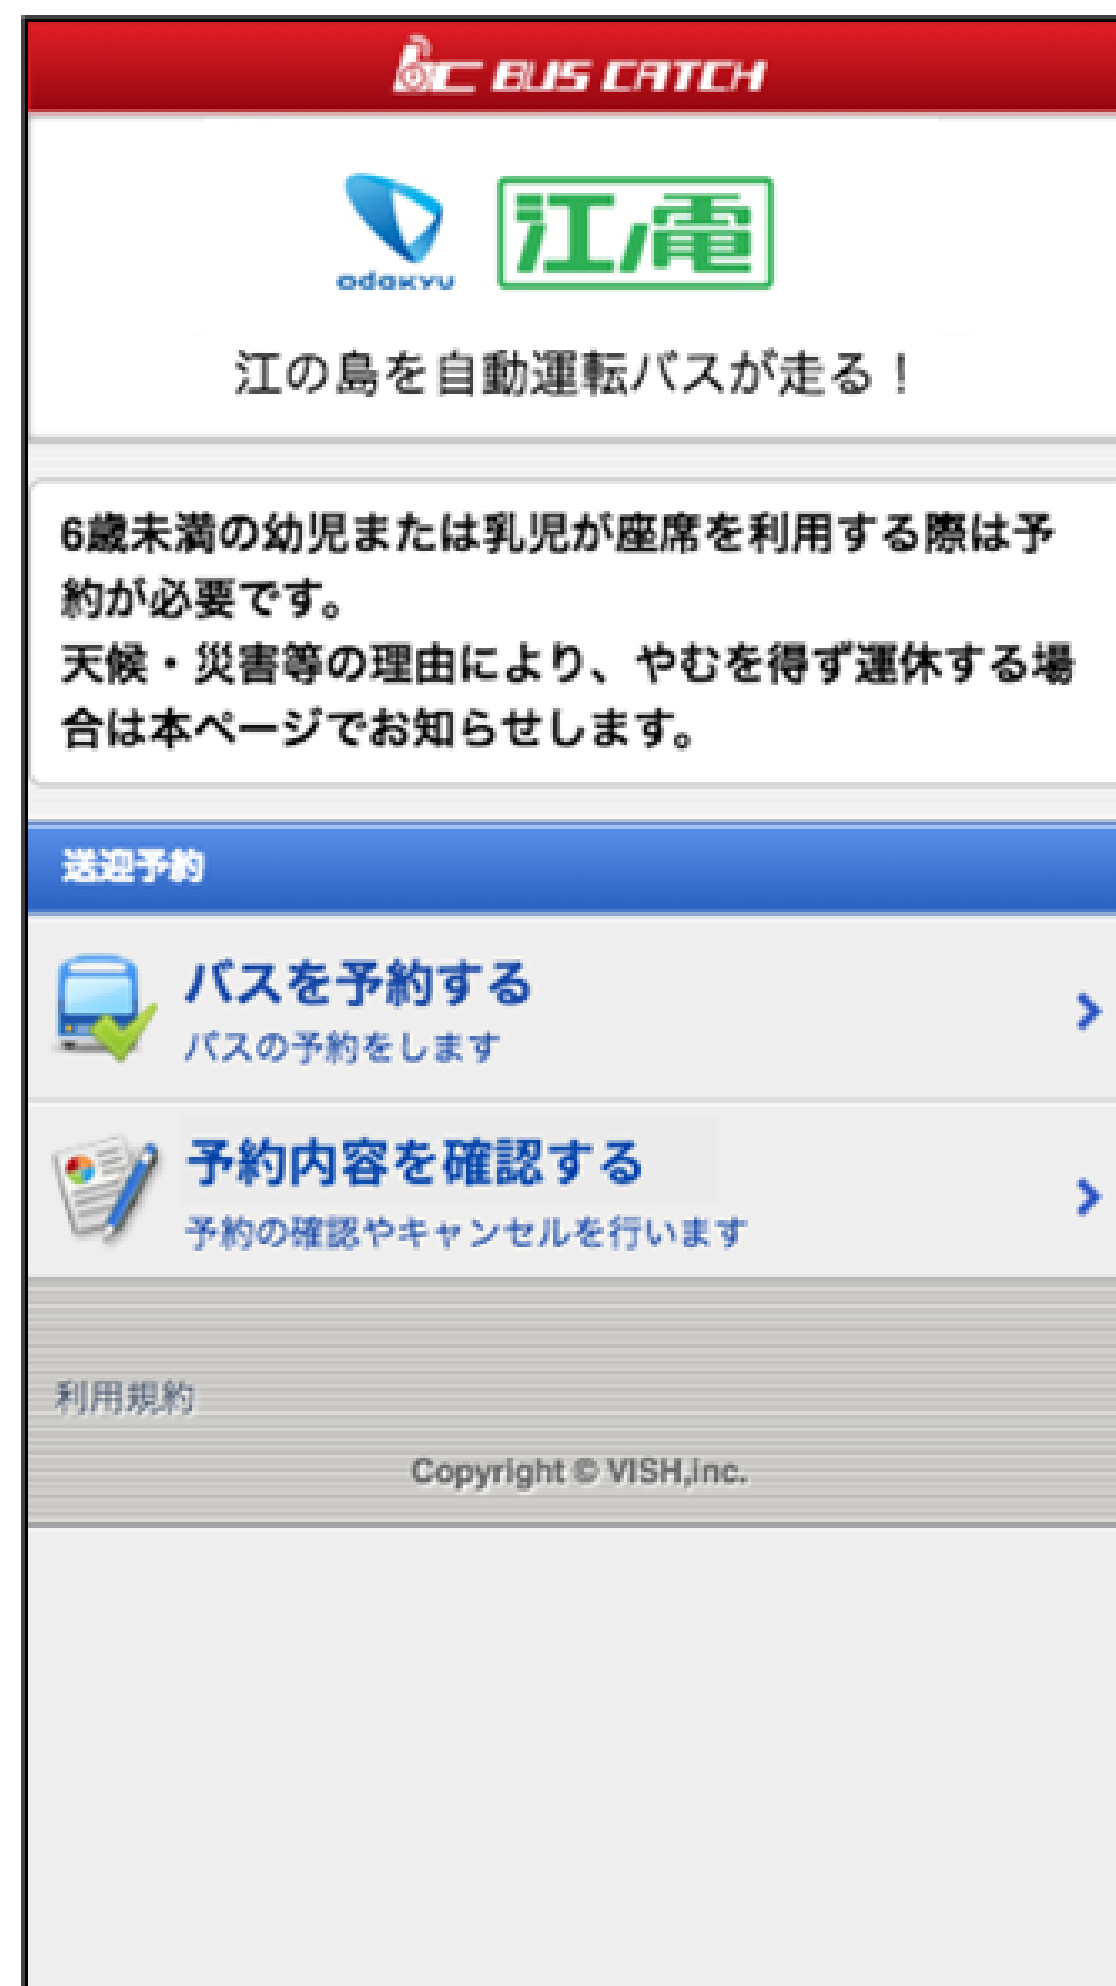 BUS CATCH
odakyu 江ノ電
江の島を自動運転バスが走る！
6歳未満の幼児または乳児が座席を利用する際は予
約が必要です。
天候・災害等の理由により、やむを得ず運休する場
合は本ページでお知らせします。
送迎予約
バスを予約する
バスの予約をします
予約内容を確認する
予約の確認やキャンセルを行います
利用規約
Copyright © VISH,inc.